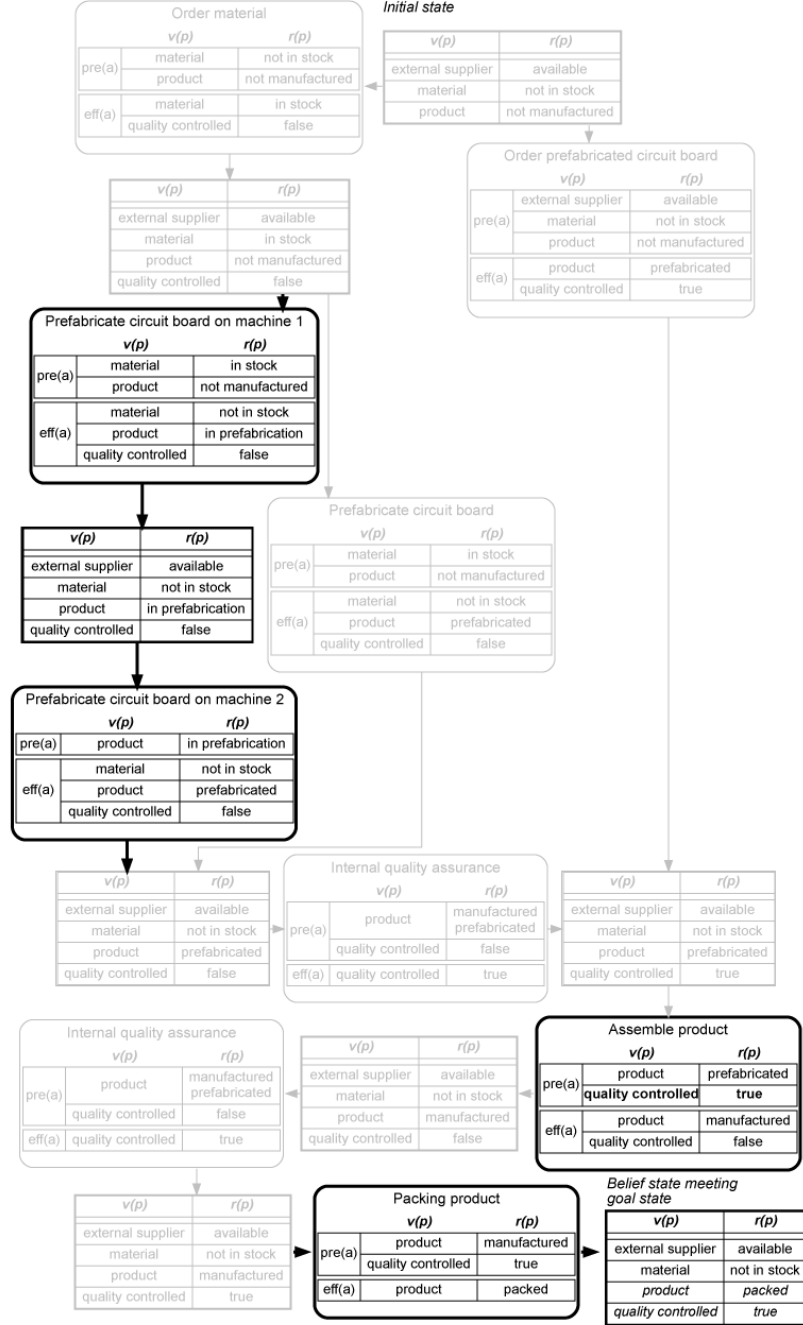 Initial state
Order material
v(p) r(p)
pre(a) material not in stock
product not manufactured
eff(a) material in stock
quality controlled false
v(p) r(p)
external supplier available
material not in stock
product not manufactured
Order prefabricated circuit board
v(p) r(p)
pre(a) external supplier available
material not in stock
product not manufactured
eff(a) product prefabricated
quality controlled true
v(p) r(p)
external supplier available
material in stock
product not manufactured
quality controlled false
Prefabricate circuit board on machine 1
v(p) r(p)
pre(a) material in stock
product not manufactured
eff(a) material not in stock
product in prefabrication
quality controlled false
Prefabricate circuit board
v(p) r(p)
pre(a) material in stock
product not manufactured
eff(a) material not in stock
product prefabricated
quality controlled false
v(p) r(p)
external supplier available
material not in stock
product in prefabrication
quality controlled false
Prefabricate circuit board on machine 2
v(p) r(p)
pre(a) product in prefabrication
eff(a) material not in stock
product prefabricated
quality controlled false
v(p) r(p)
external supplier available
material not in stock
product prefabricated
quality controlled false
Internal quality assurance
v(p) r(p)
pre(a) product manufactured
prefabricated
quality controlled false
eff(a) quality controlled true
v(p) r(p)
external supplier available
material not in stock
product prefabricated
quality controlled true
Assemble product
v(p) r(p)
pre(a) product prefabricated
quality controlled true
eff(a) product manufactured
quality controlled false
v(p) r(p)
external supplier available
material not in stock
product manufactured
quality controlled false
Internal quality assurance
v(p) r(p)
pre(a) product manufactured
prefabricated
quality controlled false
eff(a) quality controlled true
v(p) r(p)
external supplier available
material not in stock
product manufactured
quality controlled true
Packing product
v(p) r(p)
pre(a) product manufactured
quality controlled true
eff(a) product packed
Belief state meeting
goal state
v(p) r(p)
external supplier available
material not in stock
product packed
quality controlled true